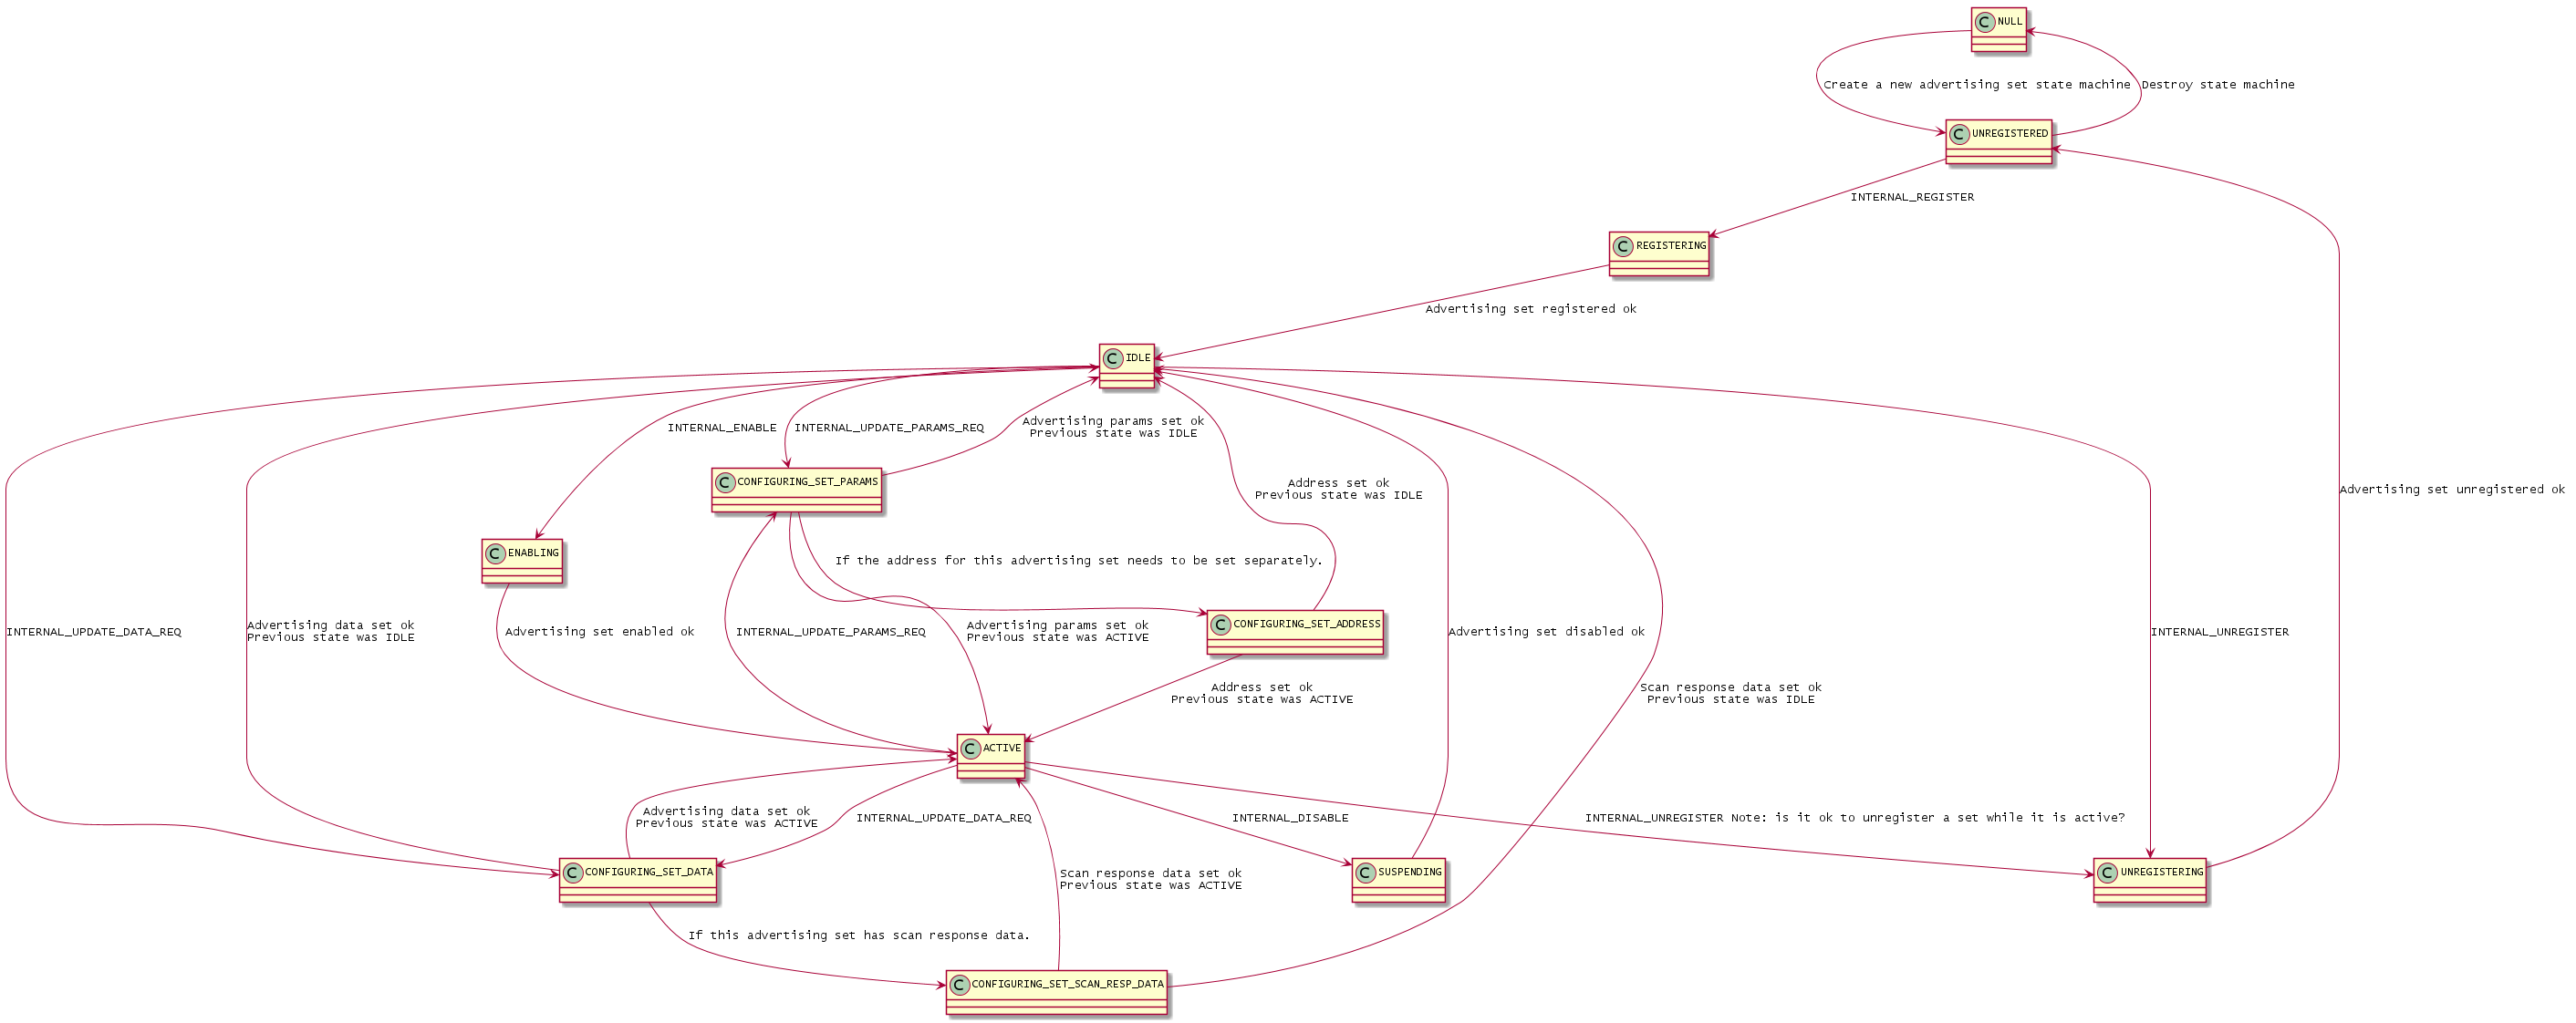 C NULL
Create a new advertising set state machine
Destroy state machine
C UNREGISTERED
INTERNAL_REGISTER
C REGISTERING
Advertising set registered ok
C IDLE
INTERNAL_ENABLE
INTERNAL_UPDATE_PARAMS_REQ
Advertising params set ok
Previous state was IDLE
C CONFIGURING_SET_PARAMS
Address set ok
Previous state was IDLE
Advertising set unregistered ok
C ENABLING
If the address for this advertising set needs to be set separately.
INTERNAL_UPDATE_DATA_REQ
Advertising data set ok
Previous state was IDLE
Advertising set enabled ok
INTERNAL_UPDATE_PARAMS_REQ
Advertising params set ok
Previous state was ACTIVE
C CONFIGURING_SET_ADDRESS
Advertising set disabled ok
INTERNAL_UNREGISTER
Address set ok
Previous state was ACTIVE
Scan response data set ok
Previous state was IDLE
C ACTIVE
Advertising data set ok
Previous state was ACTIVE
INTERNAL_UPDATE_DATA_REQ
INTERNAL_DISABLE
INTERNAL_UNREGISTER Note: is it ok to unregister a set while it is active?
C CONFIGURING_SET_DATA
Scan response data set ok
Previous state was ACTIVE
C SUSPENDING
C UNREGISTERING
If this advertising set has scan response data.
C CONFIGURING_SET_SCAN_RESP_DATA